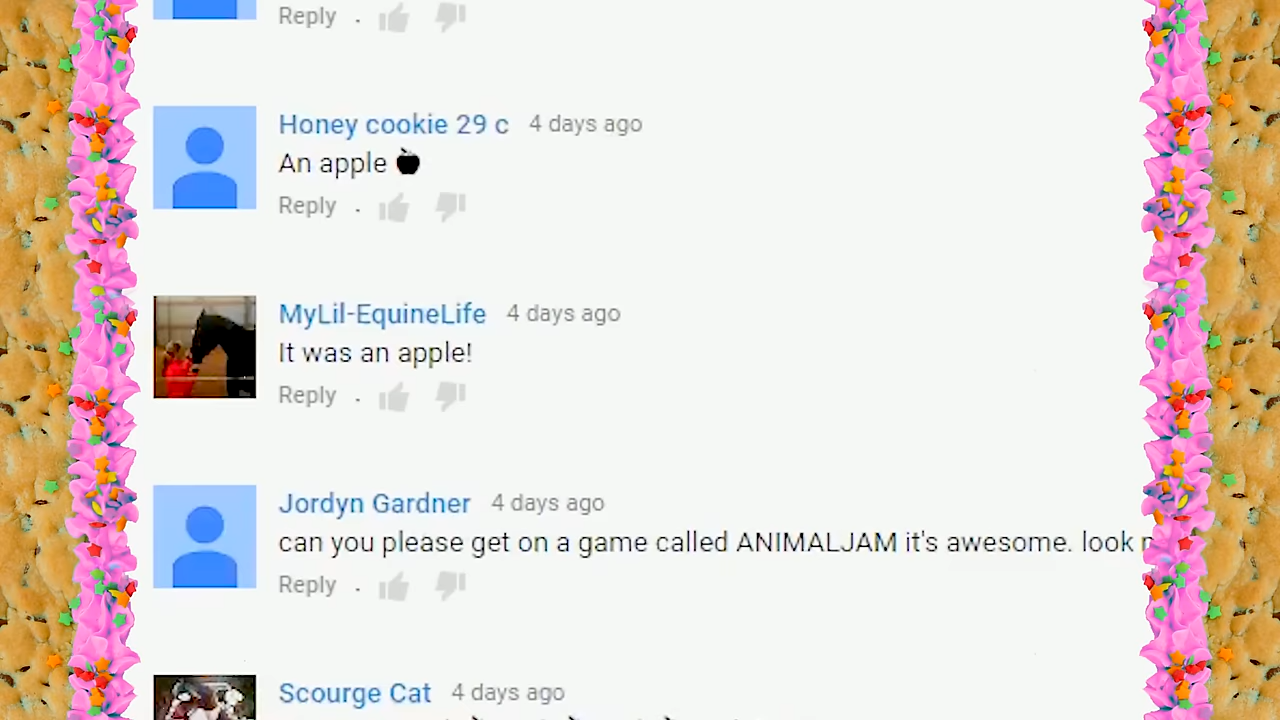 Reply .
Honey cookie 29 c 4 days ago
An apple 🍎
Reply .
MyLil-EquineLife 4 days ago
It was an apple!
Reply .
Jordyn Gardner 4 days ago
can you please get on a game called ANIMALJAM it's awesome. look
Reply .
Scourge Cat 4 days ago